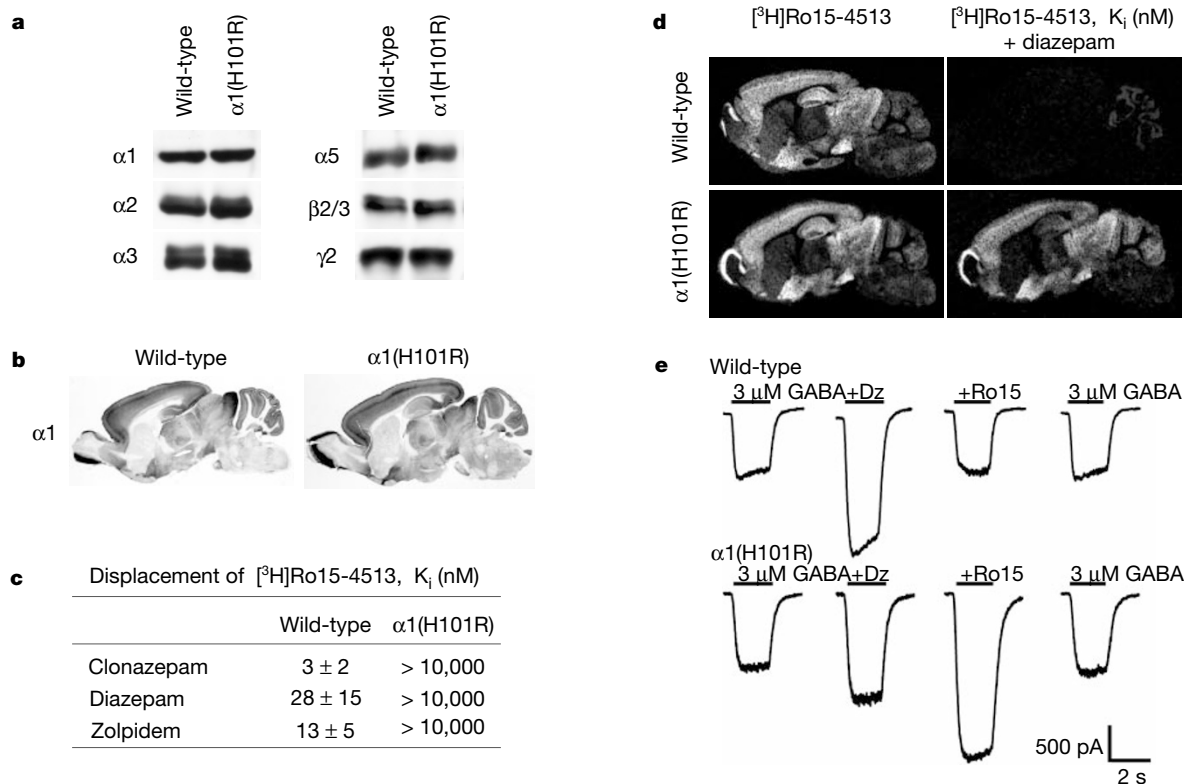 a
Wild-type
α1(H101R)
Wild-type
α1(H101R)
α1
α2
α3
α5
β2/3
γ2
b
Wild-type
α1(H101R)
α1
c
Displacement of [³H]Ro15-4513, Kᵢ (nM)
Wild-type α1(H101R)
Clonazepam 3 ± 2 > 10,000
Diazepam 28 ± 15 > 10,000
Zolpidem 13 ± 5 > 10,000
d
[³H]Ro15-4513
[³H]Ro15-4513, Kᵢ (nM)
+ diazepam
Wild-type
α1(H101R)
e
Wild-type
3 μM GABA +Dz +Ro15 3 μM GABA
α1(H101R)
3 μM GABA +Dz +Ro15 3 μM GABA
500 pA
2 s